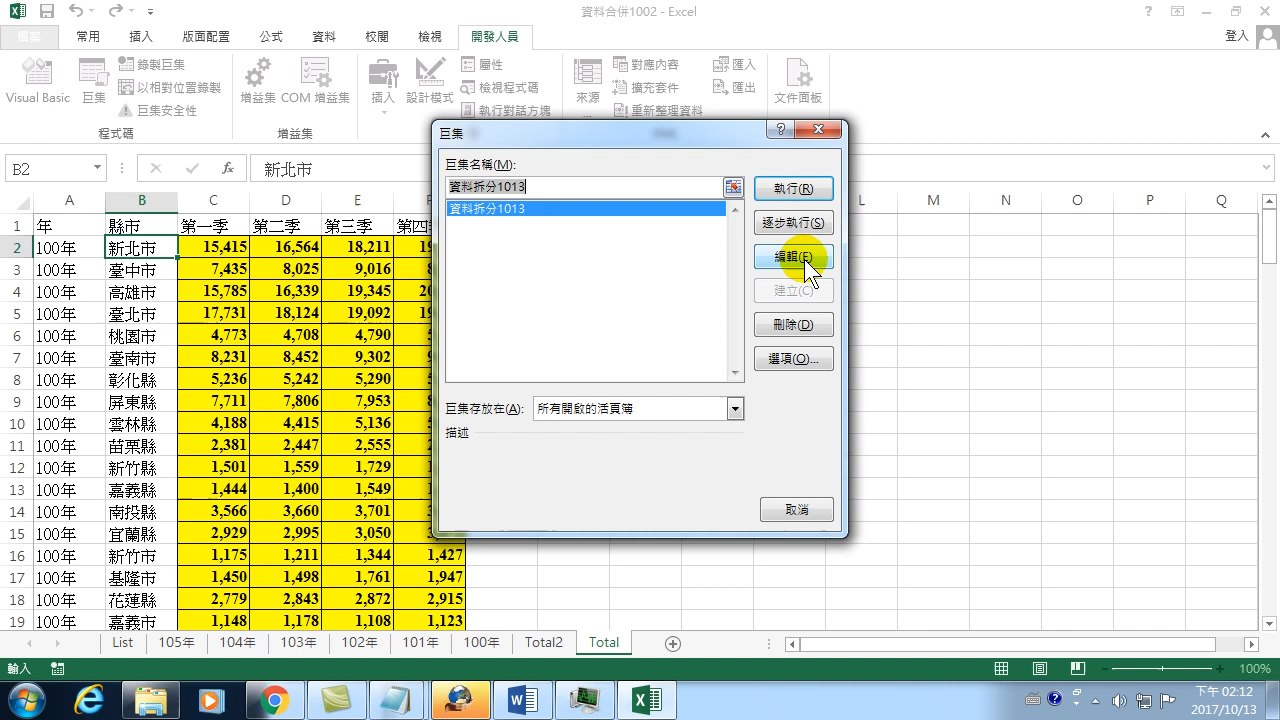 資料合併1002 - Excel
檔案 常用 插入 版面配置 公式 資料 校閱 檢視 開發人員 登入
Visual Basic 巨集 錄製巨集 以相對位置錄製 巨集安全性 程式碼
增益集 COM 增益集 增益集
插入 設計模式 屬性 檢視程式碼 執行對話方塊
來源 對應內容 擴充套件 重新整理資料 匯入 匯出 XML
文件面板
B2 fx 新北市
A B C D E F L M N O P Q
1 年 縣市 第一季 第二季 第三季 第四
2 100年 新北市 15,415 16,564 18,211
3 100年 臺中市 7,435 8,025 9,016
4 100年 高雄市 15,785 16,339 19,345
5 100年 臺北市 17,731 18,124 19,092
6 100年 桃園市 4,773 4,708 4,790
7 100年 臺南市 8,231 8,452 9,302
8 100年 彰化縣 5,236 5,242 5,290
9 100年 屏東縣 7,711 7,806 7,953
10 100年 雲林縣 4,188 4,415 5,136
11 100年 苗栗縣 2,381 2,447 2,555
12 100年 新竹縣 1,501 1,559 1,729
13 100年 嘉義縣 1,444 1,400 1,549
14 100年 南投縣 3,566 3,660 3,701
15 100年 宜蘭縣 2,929 2,995 3,050
16 100年 新竹市 1,175 1,211 1,344 1,427
17 100年 基隆市 1,450 1,498 1,761 1,947
18 100年 花蓮縣 2,779 2,843 2,872 2,915
19 100年 嘉義市 1,148 1,178 1,108 1,123
巨集
巨集名稱(M):
資料拆分1013
資料拆分1013
執行(R)
逐步執行(S)
編輯(E)
建立(C)
刪除(D)
選項(O)...
巨集存放在(A): 所有開啟的活頁簿
描述
取消
List 105年 104年 103年 102年 101年 100年 Total2 Total
輸入 100%
下午 02:12
2017/10/13